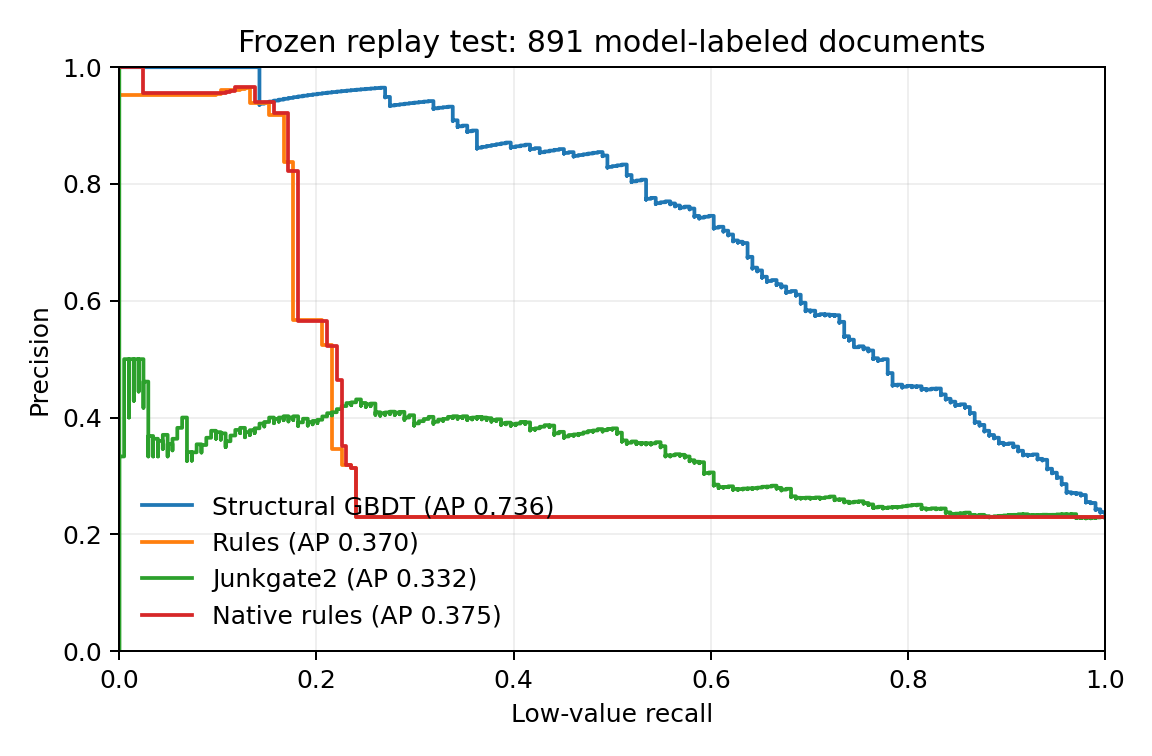 Frozen replay test: 891 model-labeled documents
Precision
1.0
0.8
0.6
0.4
0.2
0.0
Structural GBDT (AP 0.736)
Rules (AP 0.370)
Junkgate2 (AP 0.332)
Native rules (AP 0.375)
0.0 0.2 0.4 0.6 0.8 1.0
Low-value recall